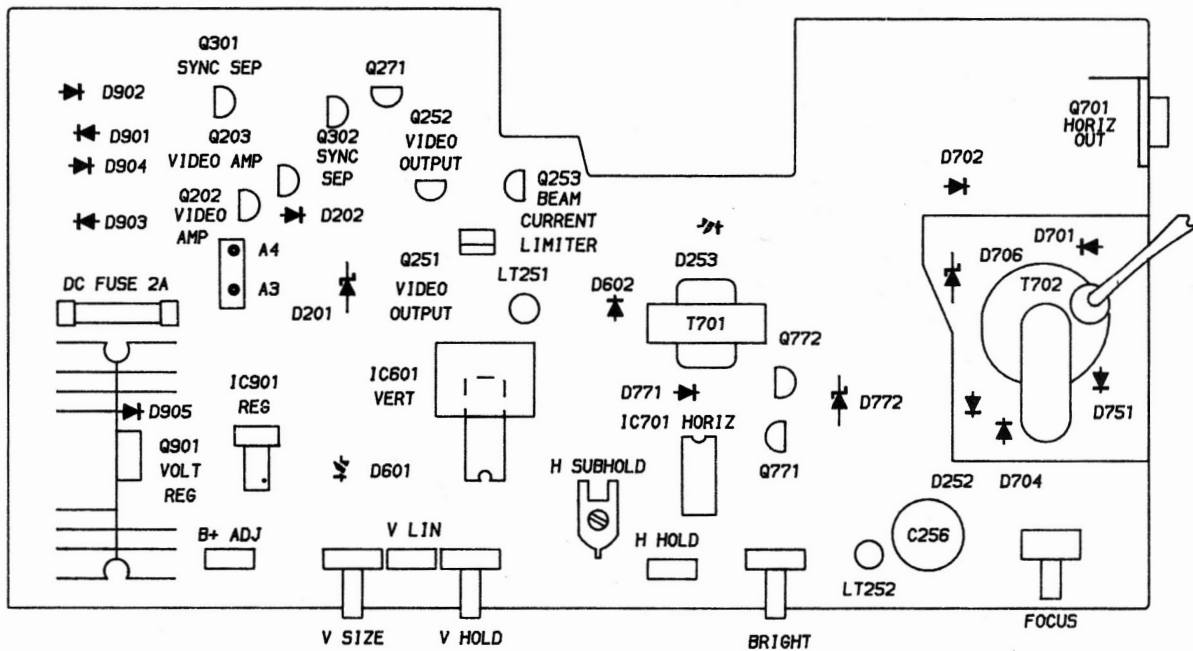 Q301
SYNC SEP
Q271
D902
Q252
VIDEO
OUTPUT
Q701
HORIZ
OUT
D901
Q203
VIDEO AMP
Q302
SYNC
SEP
D904
D702
Q202
VIDEO
AMP
Q253
BEAM
CURRENT
LIMITER
D202
D903
A4
A3
D701
D706
Q251
VIDEO
OUTPUT
LT251
D253
D602
T702
DC FUSE 2A
D201
T701
Q772
IC901
REG
IC601
VERT
D771
D772
D751
D905
IC701 HORIZ
Q901
VOLT
REG
D601
H SUBHOLD
Q771
D252
D704
B+ ADJ
V LIN
H HOLD
C256
LT252
V SIZE
V HOLD
BRIGHT
FOCUS